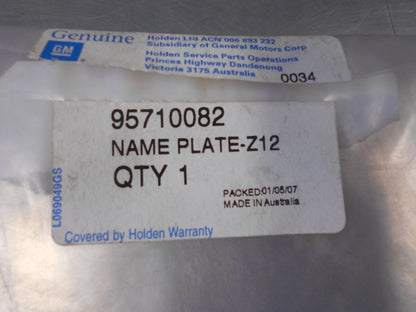 Genuine
GM
Holden Ltd ACN 006 893 232
Subsidiary of General Motors Corp
Holden Service Parts Operations
Princes Highway Dandenong
Victoria 3175 Australia
0034
95710082
NAME PLATE-Z12
QTY 1
PACKED:01/05/07
MADE IN Australia
L069049GS
Covered by Holden Warranty